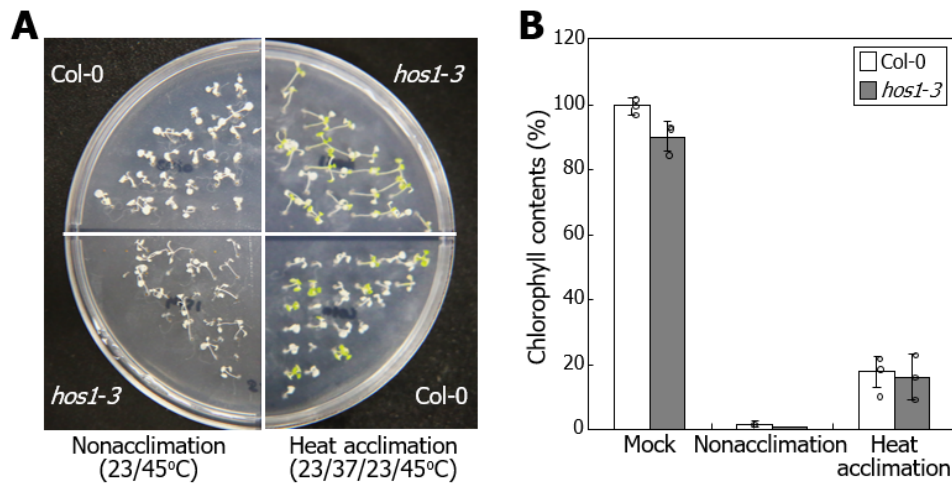 A
Col-0
hos1-3
hos1-3
Col-0
Nonacclimation
(23/45°C)
Heat acclimation
(23/37/23/45°C)
B
Chlorophyll contents (%)
120
100
80
60
40
20
0
Col-0
hos1-3
Mock
Nonacclimation
Heat
acclimation